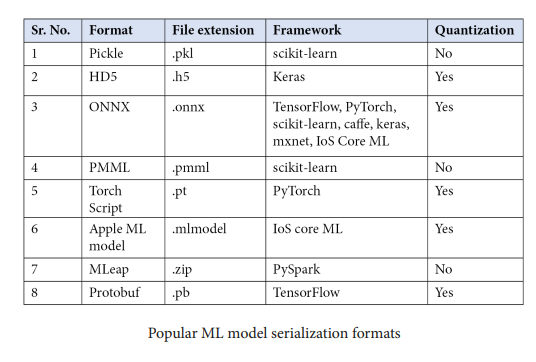 Sr. No. Format File extension Framework Quantization
1 Pickle .pkl scikit-learn No
2 HD5 .h5 Keras Yes
3 ONNX .onnx TensorFlow, PyTorch, Yes
scikit-learn, caffe, keras,
mxnet, IoS Core ML
4 PMML .pmml scikit-learn No
5 Torch .pt PyTorch Yes
Script
6 Apple ML .mlmodel IoS core ML Yes
model
7 MLeap .zip PySpark No
8 Protobuf .pb TensorFlow Yes
Popular ML model serialization formats